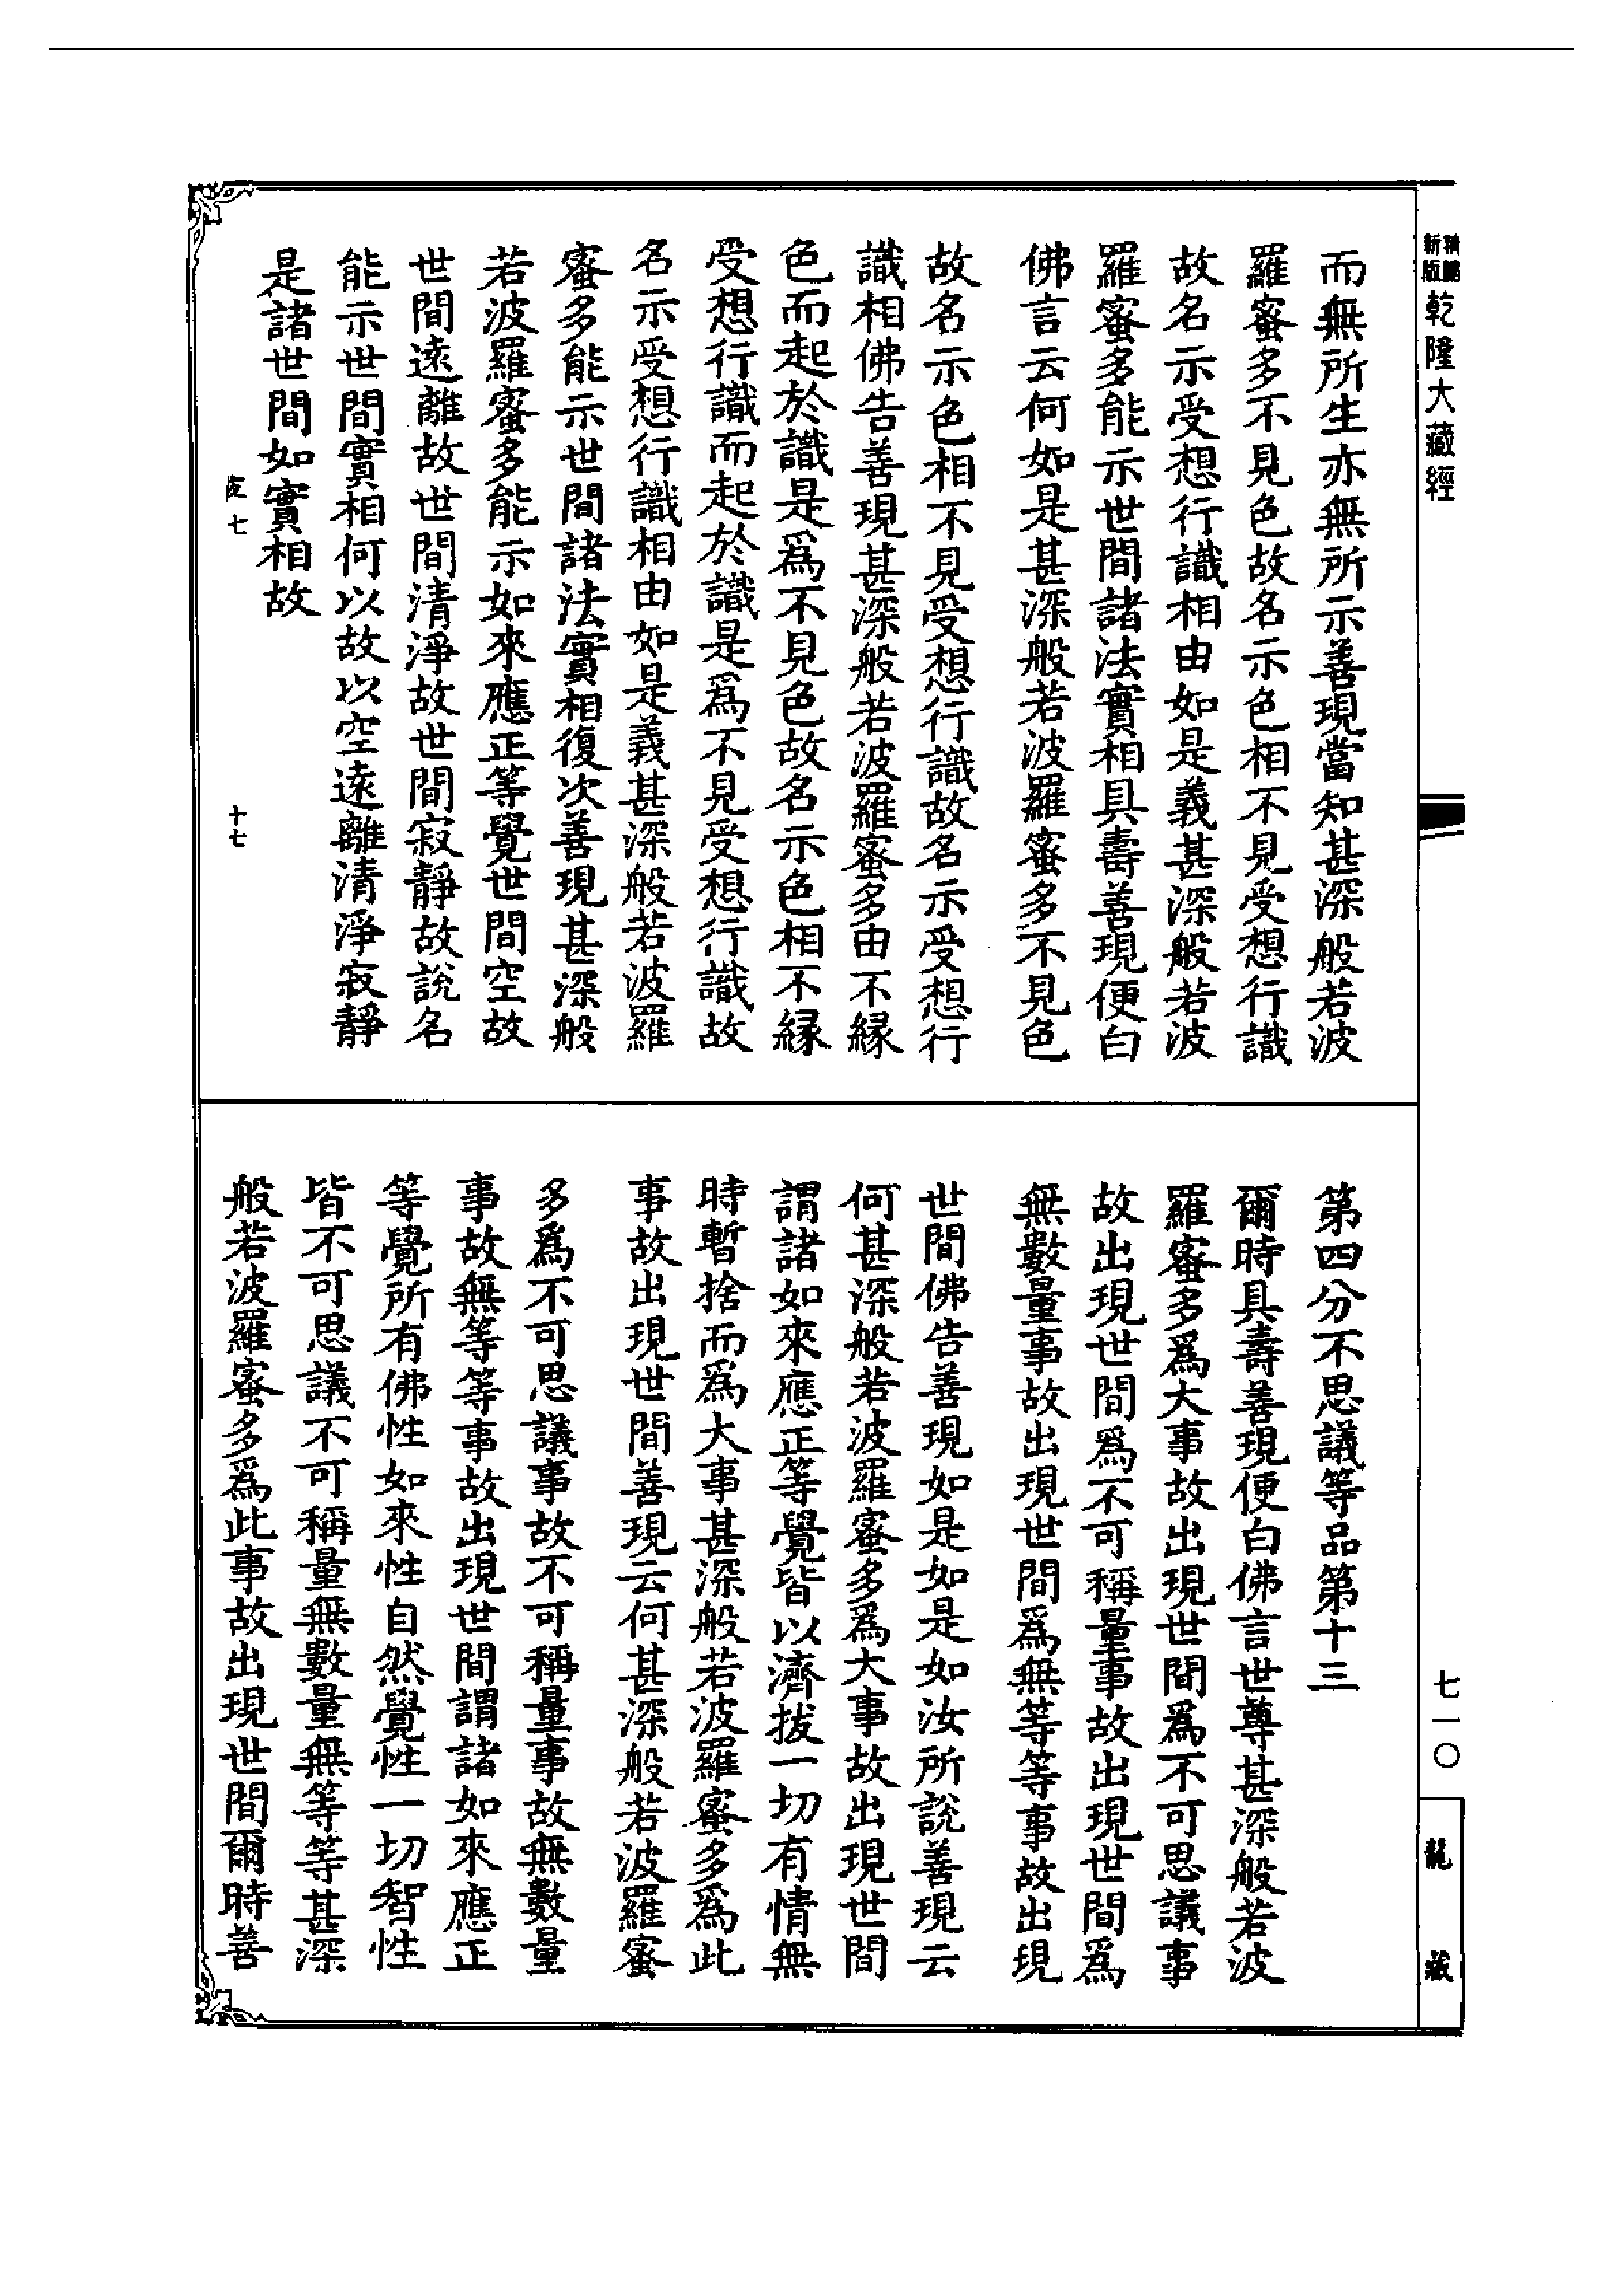 新版
精鵬
乾隆大藏經
七一〇
龍藏
而無所生亦無所示善現當知甚深般若波
羅蜜多不見色故名示色相不見受想行識
故名示受想行識相由如是義甚深般若波
羅蜜多能示世間諸法實相具壽善現便白
佛言云何如是甚深般若波羅蜜多不見色
故名示色相不見受想行識故名示受想行
識相佛告善現甚深般若波羅蜜多由不緣
色而起於識是爲不見色故名示色相不緣
受想行識而起於識是爲不見受想行識故
名示受想行識相由如是義甚深般若波羅
蜜多能示世間諸法實相復次善現甚深般
若波羅蜜多能示如來應正等覺世間空故
世間遠離故世間清淨故世間寂靜故說名
能示世間實相何以故以空遠離清淨寂靜
是諸世間如實相故
七
十七
第四分不思議等品第十三
爾時具壽善現便白佛言世尊甚深般若波
羅蜜多爲大事故出現世間爲不可思議事
故出現世間爲不可稱量事故出現世間爲
無數量事故出現世間爲無等等事故出現
世間佛告善現如是如是如汝所說善現云
何甚深般若波羅蜜多爲大事故出現世間
謂諸如來應正等覺皆以濟拔一切有情無
時暫捨而爲大事甚深般若波羅蜜多爲此
事故出現世間善現云何甚深般若波羅蜜
多爲不可思議事故不可稱量事故無數量
事故無等等事故出現世間謂諸如來應正
等覺所有佛性如來性自然覺性一切智性
皆不可思議不可稱量無數量無等等甚深
般若波羅蜜多爲此事故出現世間爾時善